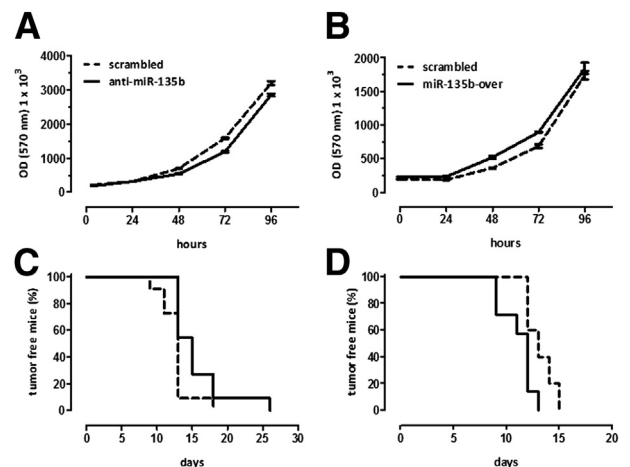 A
scrambled
anti-miR-135b
OD (570 nm) 1 x 10³
4000
3000
2000
1000
0
0 24 48 72 96
hours
B
scrambled
miR-135b-over
OD (570 nm) 1 x 10³
2000
1500
1000
500
0
0 24 48 72 96
hours
C
tumor free mice (%)
100
80
60
40
20
0
0 5 10 15 20 25 30
days
D
tumor free mice (%)
100
80
60
40
20
0
0 5 10 15 20
days